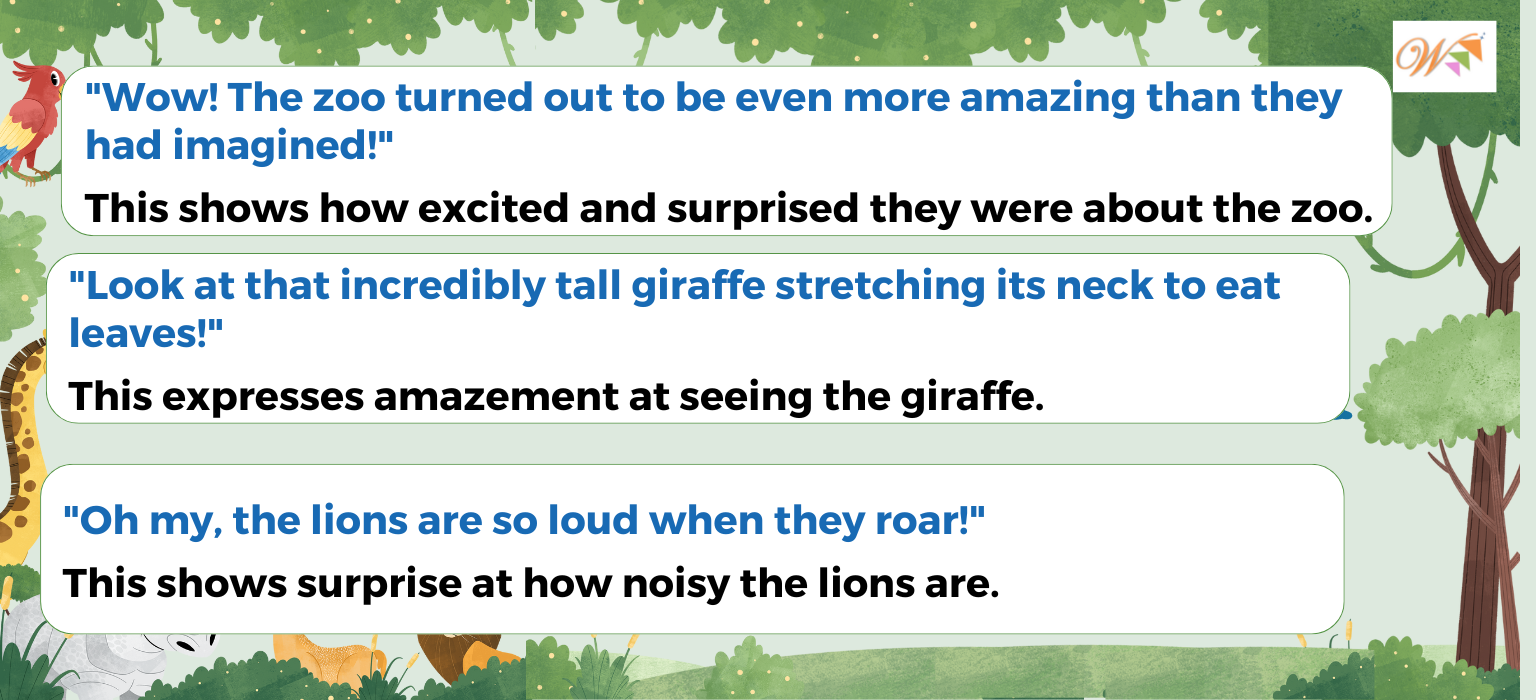 W
"Wow! The zoo turned out to be even more amazing than they
had imagined!"
This shows how excited and surprised they were about the zoo.
"Look at that incredibly tall giraffe stretching its neck to eat
leaves!"
This expresses amazement at seeing the giraffe.
"Oh my, the lions are so loud when they roar!"
This shows surprise at how noisy the lions are.